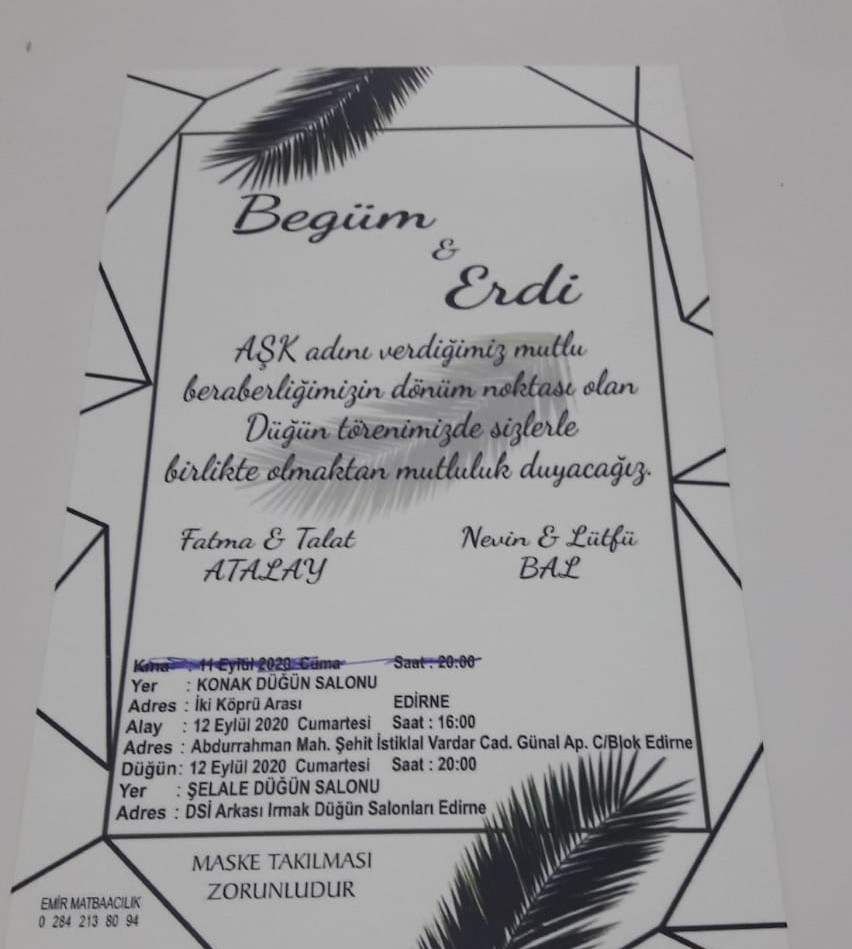 Begüm
&
Erdi
AŞK adını verdiğimiz mutlu
beraberliğimizin dönüm noktası olan
Düğün törenimizde sizlerle
birlikte olmaktan mutluluk duyacağız.
Fatma & Talat Nevin & Lütfü
ATALAY BAL
Kına : 11 Eylül 2020 Cuma Saat : 20:00
Yer : KONAK DÜĞÜN SALONU
Adres : İki Köprü Arası EDİRNE
Alay : 12 Eylül 2020 Cumartesi Saat : 16:00
Adres : Abdurrahman Mah. Şehit İstiklal Vardar Cad. Günal Ap. C/Blok Edirne
Düğün: 12 Eylül 2020 Cumartesi Saat : 20:00
Yer : ŞELALE DÜĞÜN SALONU
Adres : DSİ Arkası Irmak Düğün Salonları Edirne
MASKE TAKILMASI
ZORUNLUDUR
EMİR MATBAACILIK
0 284 213 80 94